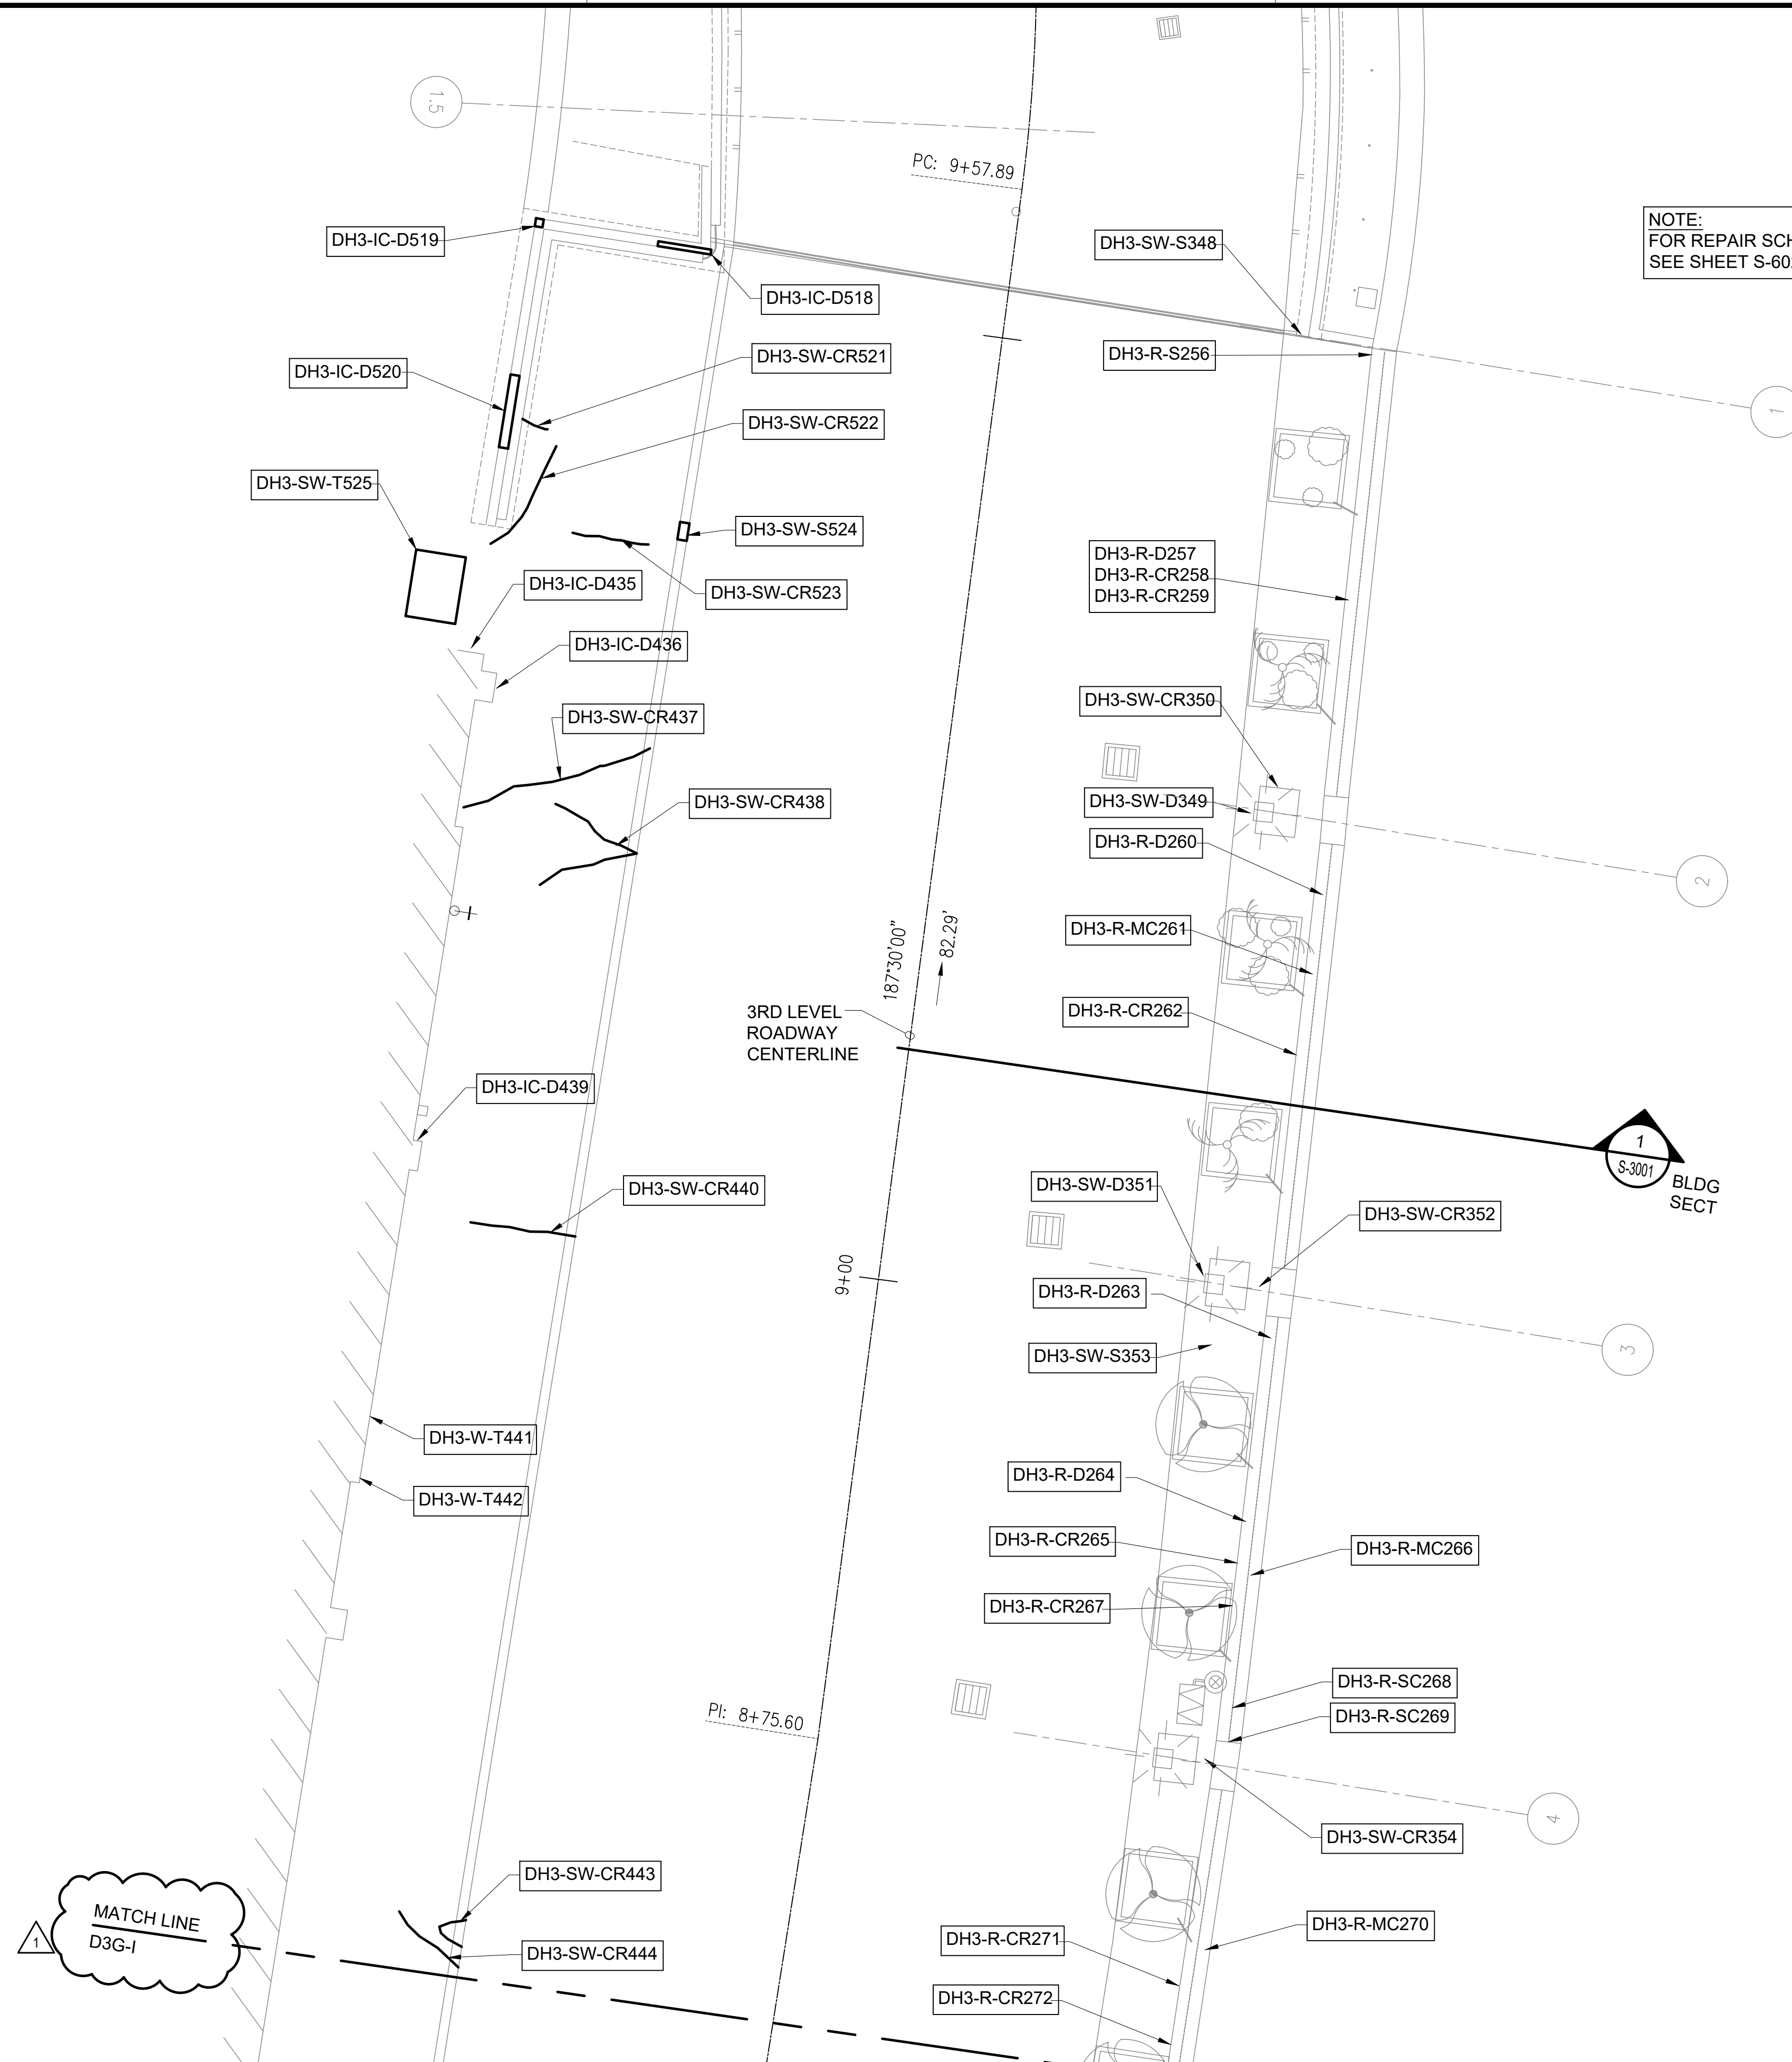 1.5
PC: 9+57.89
NOTE:
FOR REPAIR
SEE SHEET
DH3-IC-D519
DH3-SW-S348
DH3-IC-D518
DH3-SW-CR521
DH3-R-S256
DH3-IC-D520
1
DH3-SW-CR522
DH3-SW-T525
DH3-SW-S524
DH3-R-D257
DH3-R-CR258
DH3-R-CR259
DH3-IC-D435
DH3-SW-CR523
DH3-IC-D436
DH3-SW-CR350
DH3-SW-CR437
DH3-SW-CR438
DH3-SW-D349
DH3-R-D260
2
DH3-R-MC261
187°30'00"
82.29'
3RD LEVEL
ROADWAY
CENTERLINE
DH3-R-CR262
DH3-IC-D439
1
S-3001
BLDG
SECT
DH3-SW-CR440
DH3-SW-D351
DH3-SW-CR352
9+00
DH3-R-D263
DH3-SW-S353
3
DH3-W-T441
DH3-R-D264
DH3-W-T442
DH3-R-CR265
DH3-R-MC266
DH3-R-CR267
DH3-R-SC268
DH3-R-SC269
PI: 8+75.60
4
DH3-SW-CR354
DH3-SW-CR443
MATCH LINE
D3G-I
1
DH3-R-MC270
DH3-R-CR271
DH3-SW-CR444
DH3-R-CR272